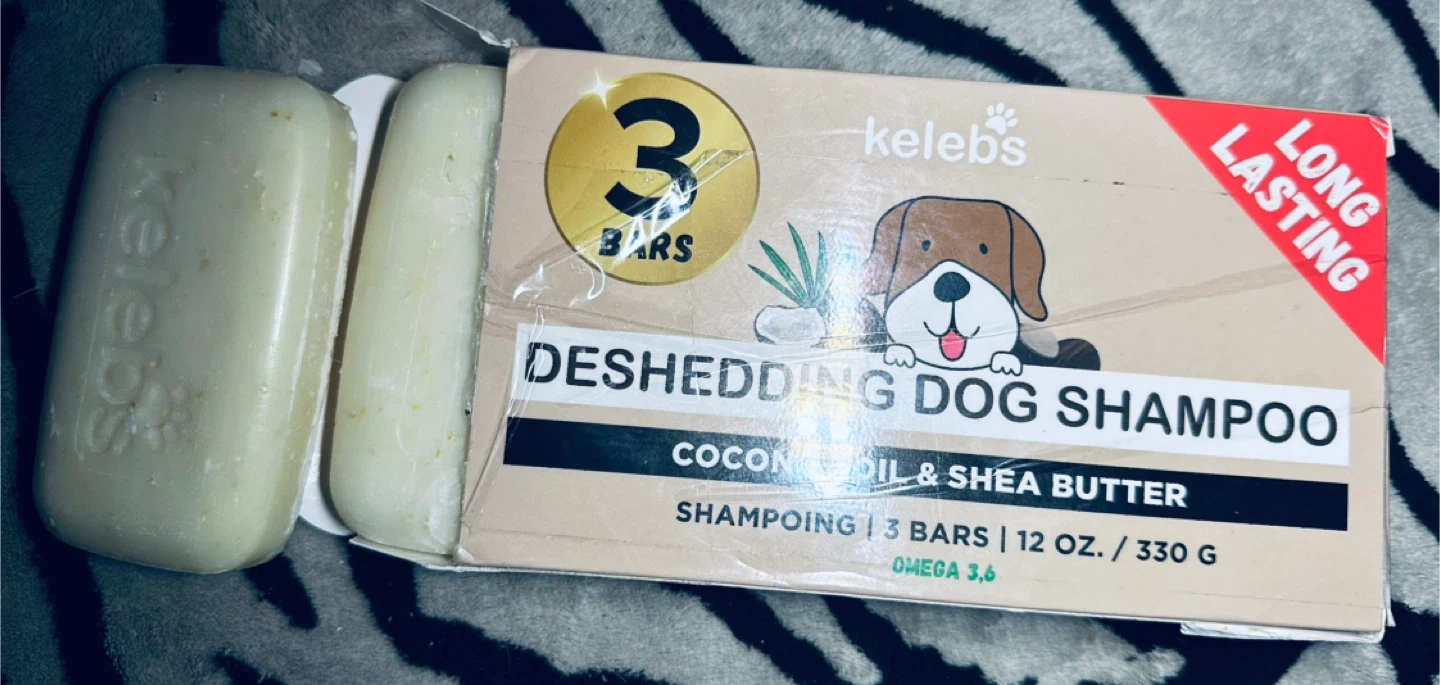 kelebs
3
BARS
kelebs
LONG
LASTING
DESHEDDING DOG SHAMPOO
OIL & SHEA BUTTER
SHAMPOING | 3 BARS | 12 OZ. / 330 G
OMEGA 3,6